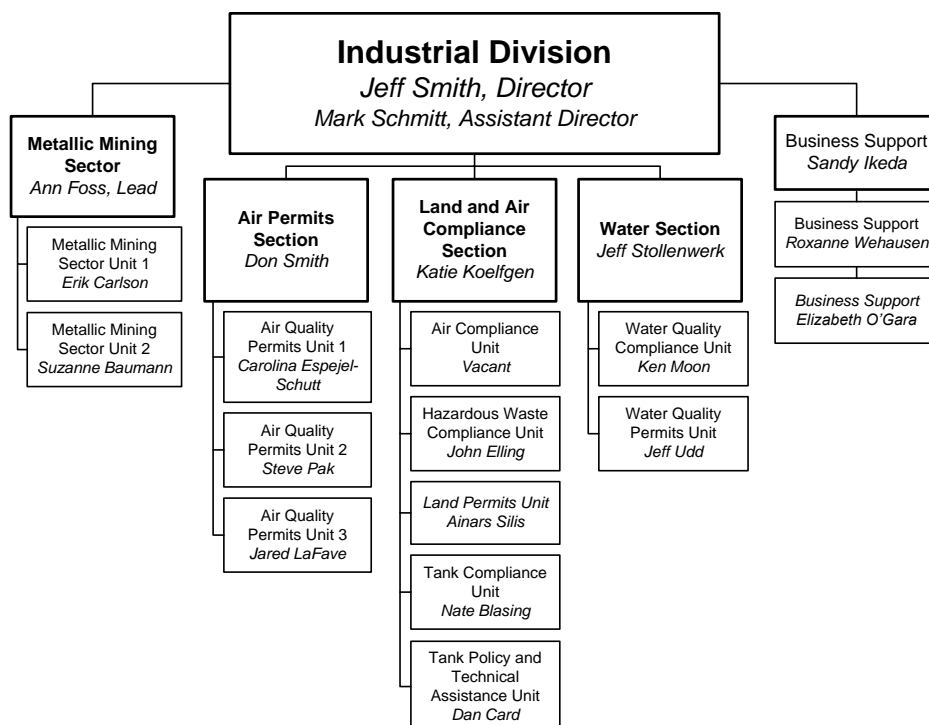 Industrial Division
Jeff Smith, Director
Mark Schmitt, Assistant Director
Metallic Mining
Sector
Ann Foss, Lead
Metallic Mining
Sector Unit 1
Erik Carlson
Metallic Mining
Sector Unit 2
Suzanne Baumann
Air Permits
Section
Don Smith
Air Quality
Permits Unit 1
Carolina Espejel-
Schutt
Air Quality
Permits Unit 2
Steve Pak
Air Quality
Permits Unit 3
Jared LaFave
Land and Air
Compliance
Section
Katie Koelfgen
Air Compliance
Unit
Vacant
Hazardous Waste
Compliance Unit
John Elling
Land Permits Unit
Ainars Silis
Tank Compliance
Unit
Nate Blasing
Tank Policy and
Technical
Assistance Unit
Dan Card
Water Section
Jeff Stollenwerk
Water Quality
Compliance Unit
Ken Moon
Water Quality
Permits Unit
Jeff Udd
Business Support
Sandy Ikeda
Business Support
Roxanne Wehausen
Business Support
Elizabeth O’Gara